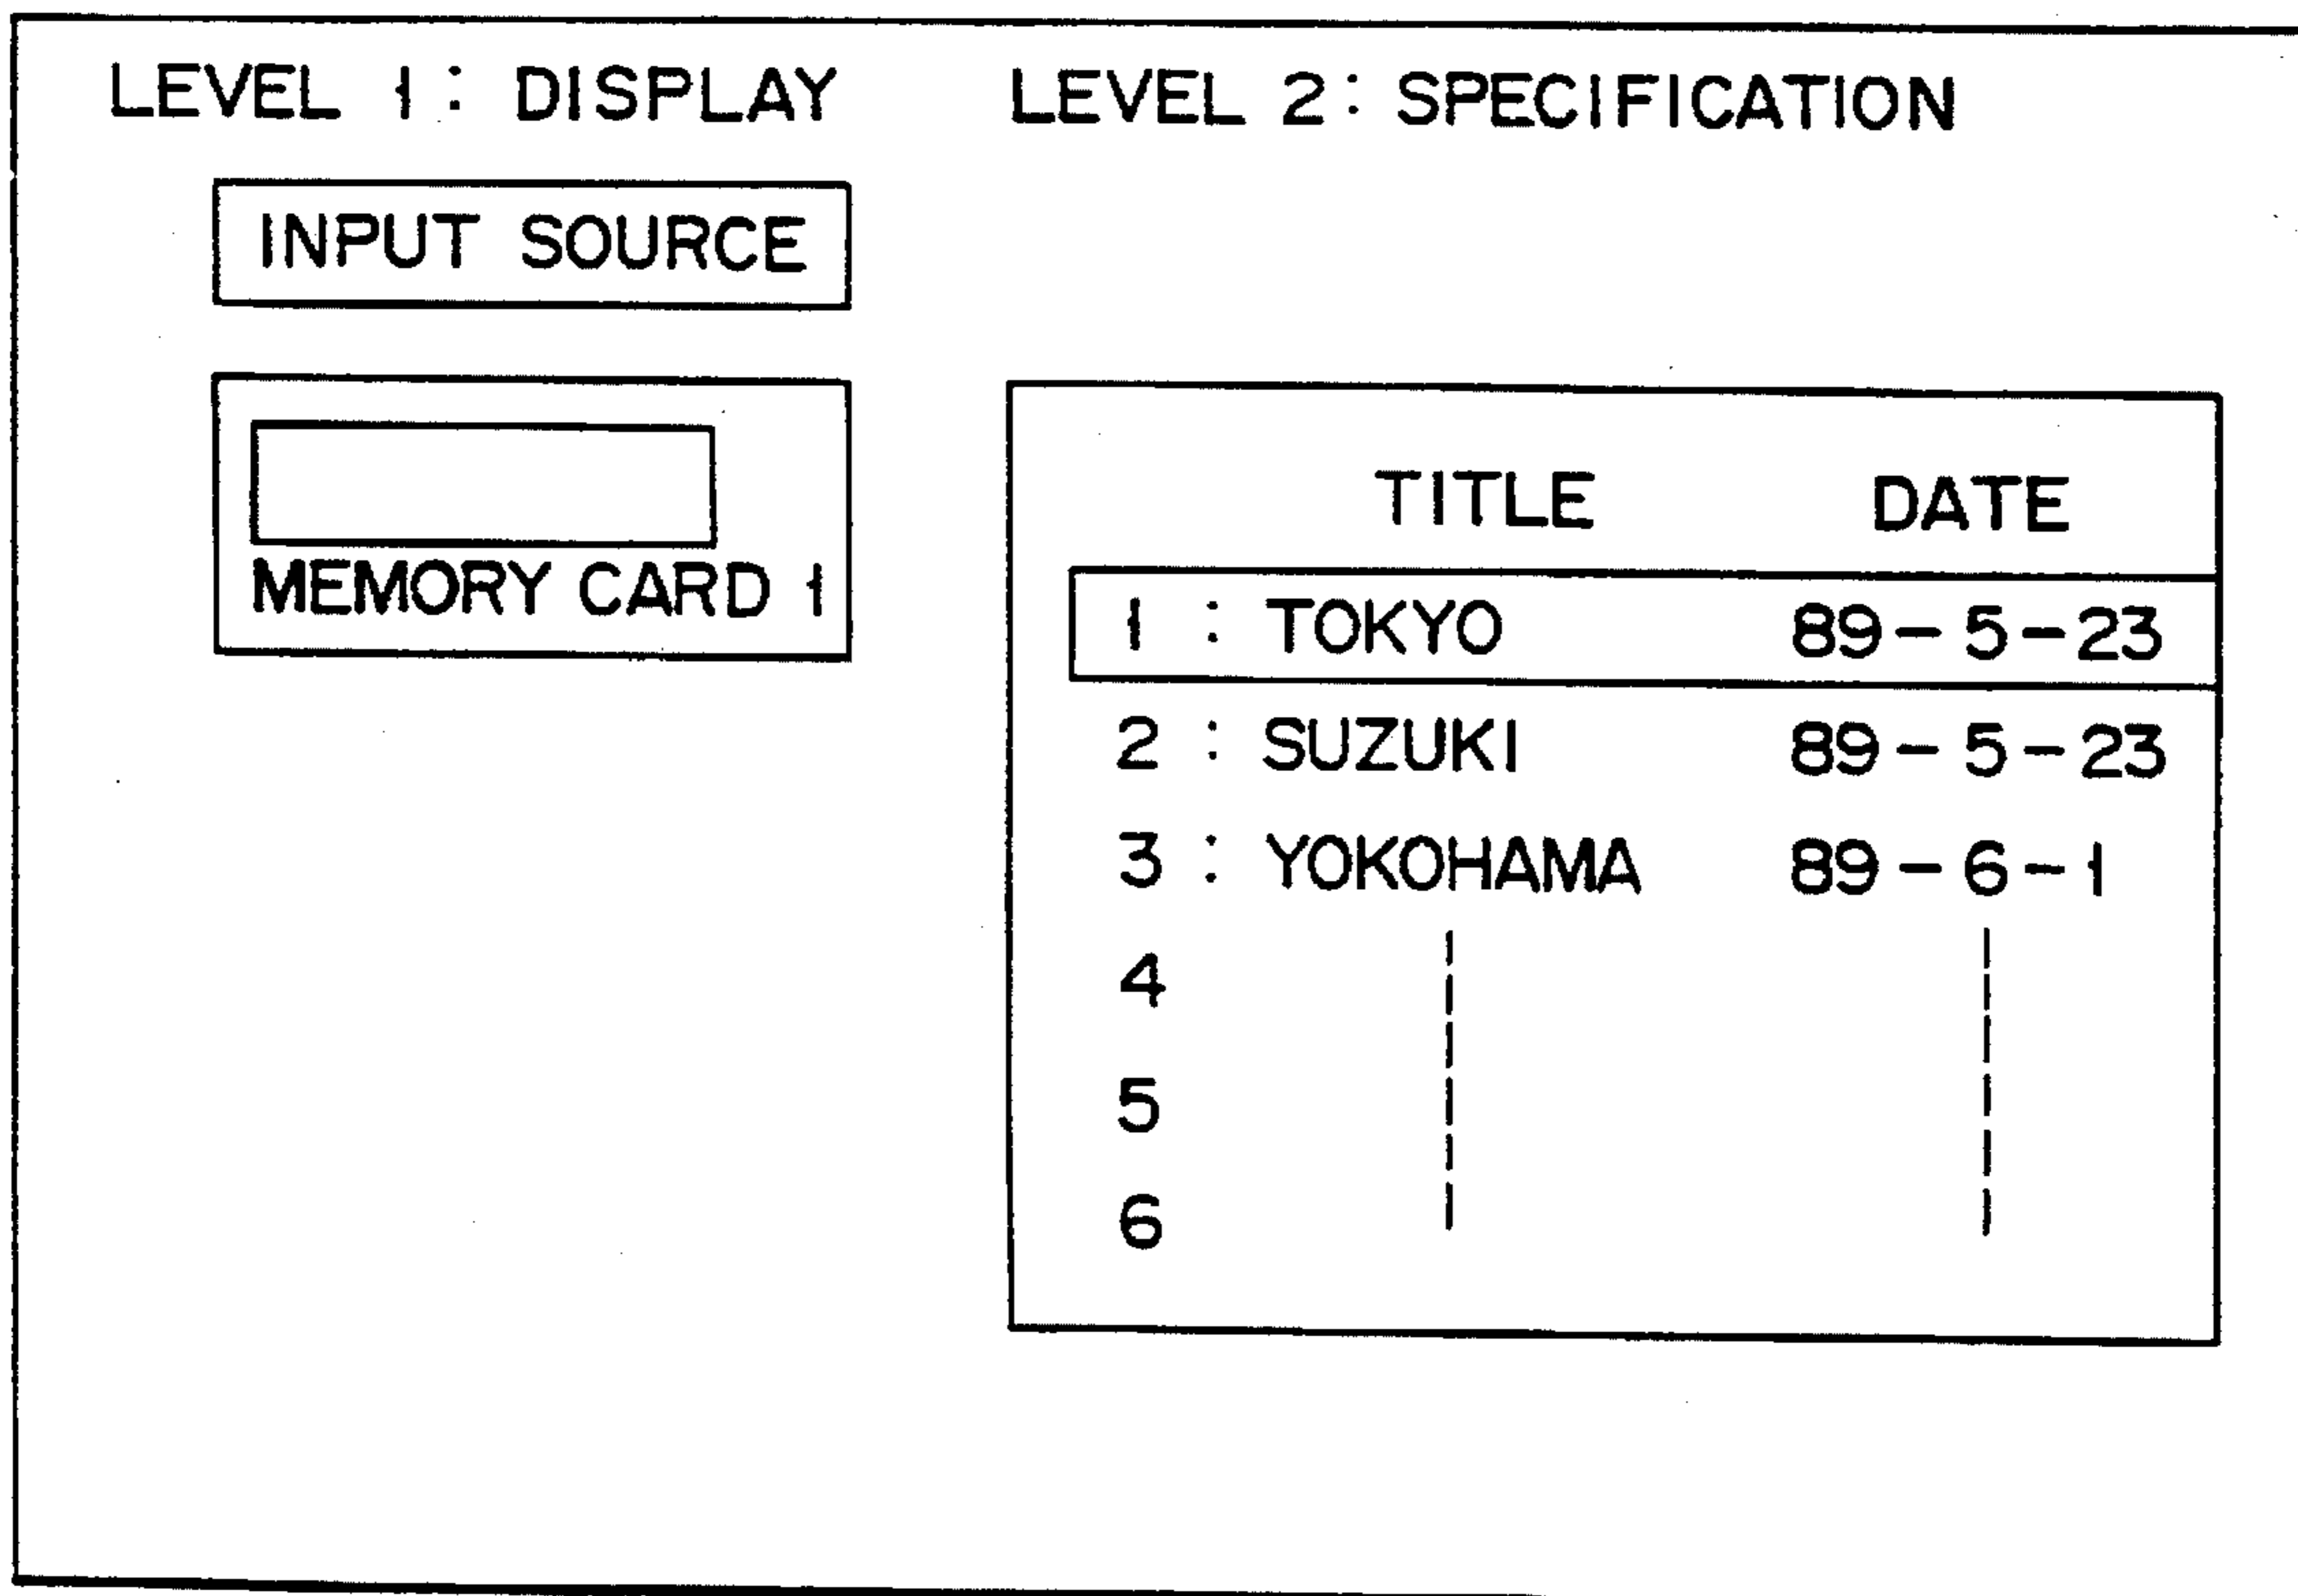 LEVEL 1 : DISPLAY
LEVEL 2 : SPECIFICATION
INPUT SOURCE
MEMORY CARD 1
TITLE DATE
1 : TOKYO 89-5-23
2 : SUZUKI 89-5-23
3 : YOKOHAMA 89-6-1
4
5
6